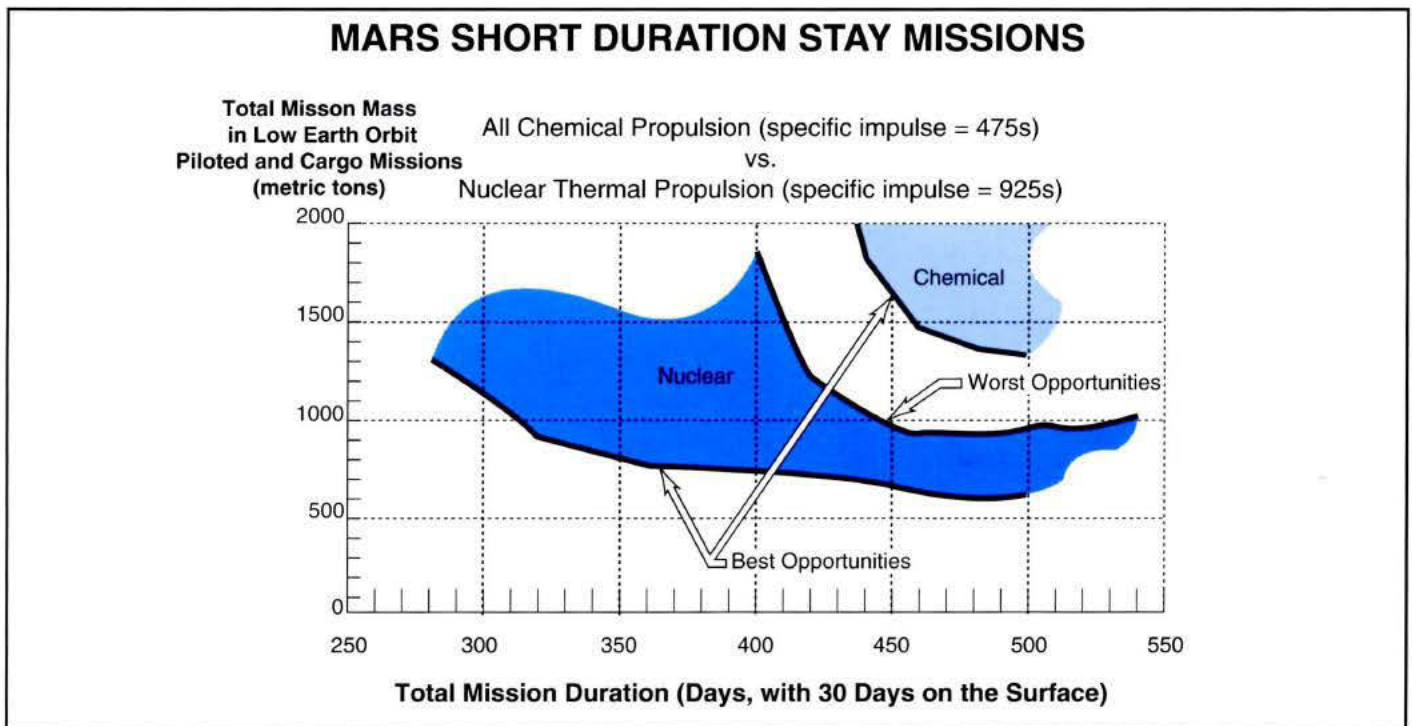 MARS SHORT DURATION STAY MISSIONS
Total Misson Mass
in Low Earth Orbit
Piloted and Cargo Missions
(metric tons)
All Chemical Propulsion (specific impulse = 475s)
vs.
Nuclear Thermal Propulsion (specific impulse = 925s)
2000
1500
1000
500
0
Chemical
Nuclear
Worst Opportunities
Best Opportunities
250 300 350 400 450 500 550
Total Mission Duration (Days, with 30 Days on the Surface)